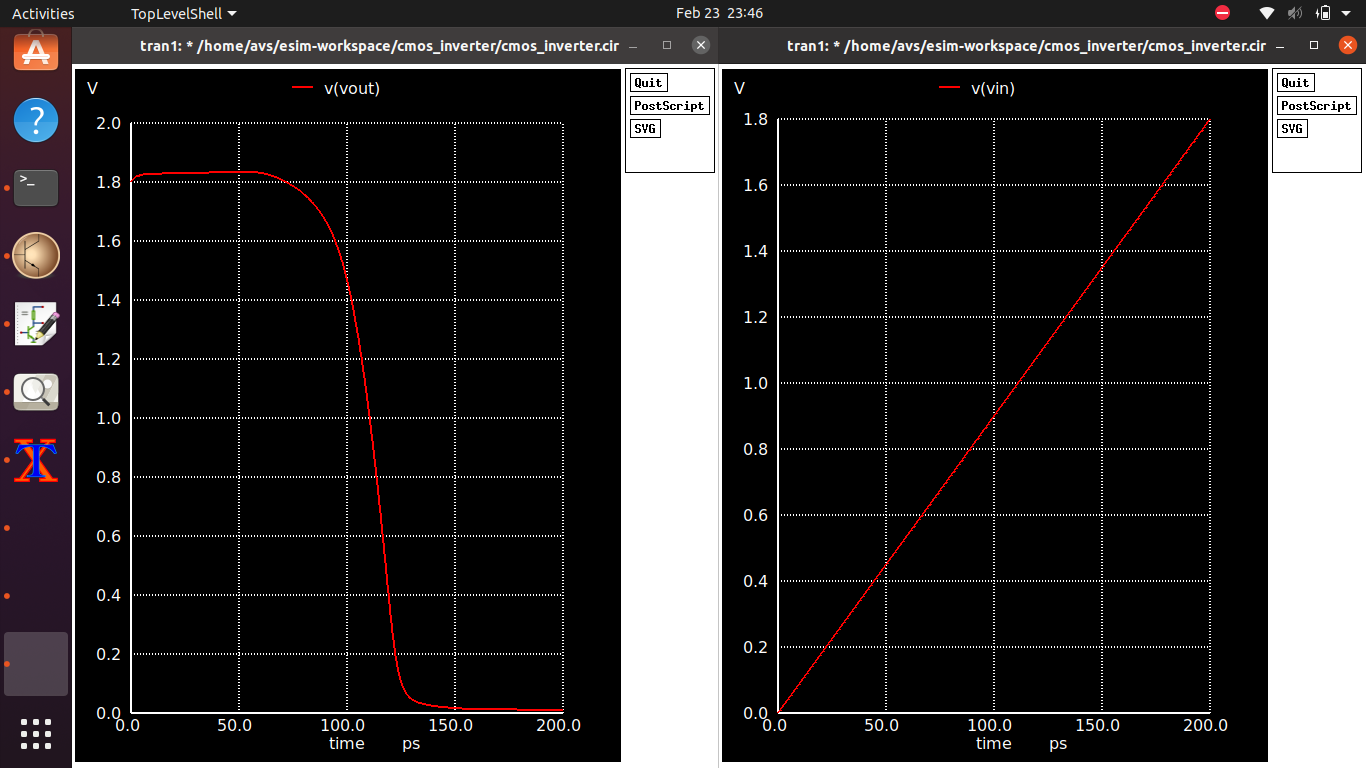 Activities
TopLevelShell
Feb 23 23:46
tran1: * /home/avs/esim-workspace/cmos_inverter/cmos_inverter.cir
V
v(vout)
2.0
1.8
1.6
1.4
1.2
1.0
0.8
0.6
0.4
0.2
0.0
0.0 50.0 100.0 150.0 200.0
time ps
Quit
PostScript
SVG
tran1: * /home/avs/esim-workspace/cmos_inverter/cmos_inverter.cir
V
v(vin)
1.8
1.6
1.4
1.2
1.0
0.8
0.6
0.4
0.2
0.0
0.0 50.0 100.0 150.0 200.0
time ps
Quit
PostScript
SVG